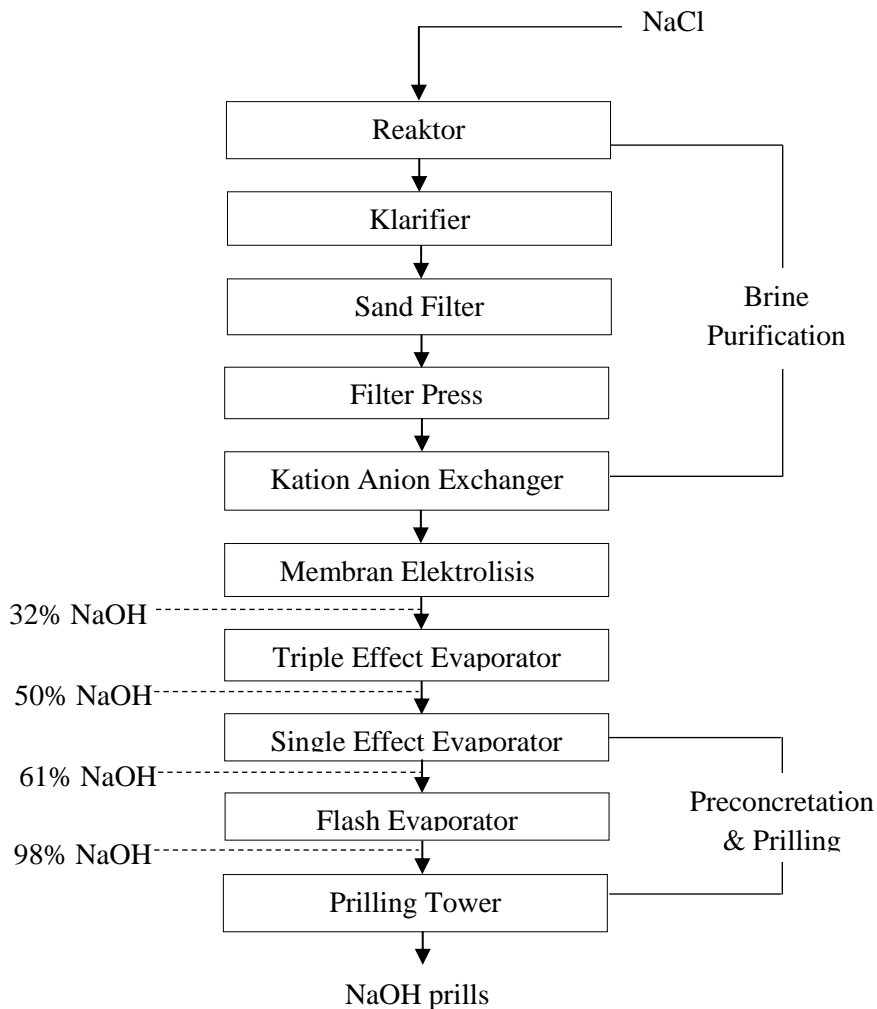 NaCl
Reaktor
Klarifier
Sand Filter
Brine
Purification
Filter Press
Kation Anion Exchanger
Membran Elektrolisis
32% NaOH
Triple Effect Evaporator
50% NaOH
Single Effect Evaporator
61% NaOH
Preconcretation
& Prilling
Flash Evaporator
98% NaOH
Prilling Tower
NaOH prills